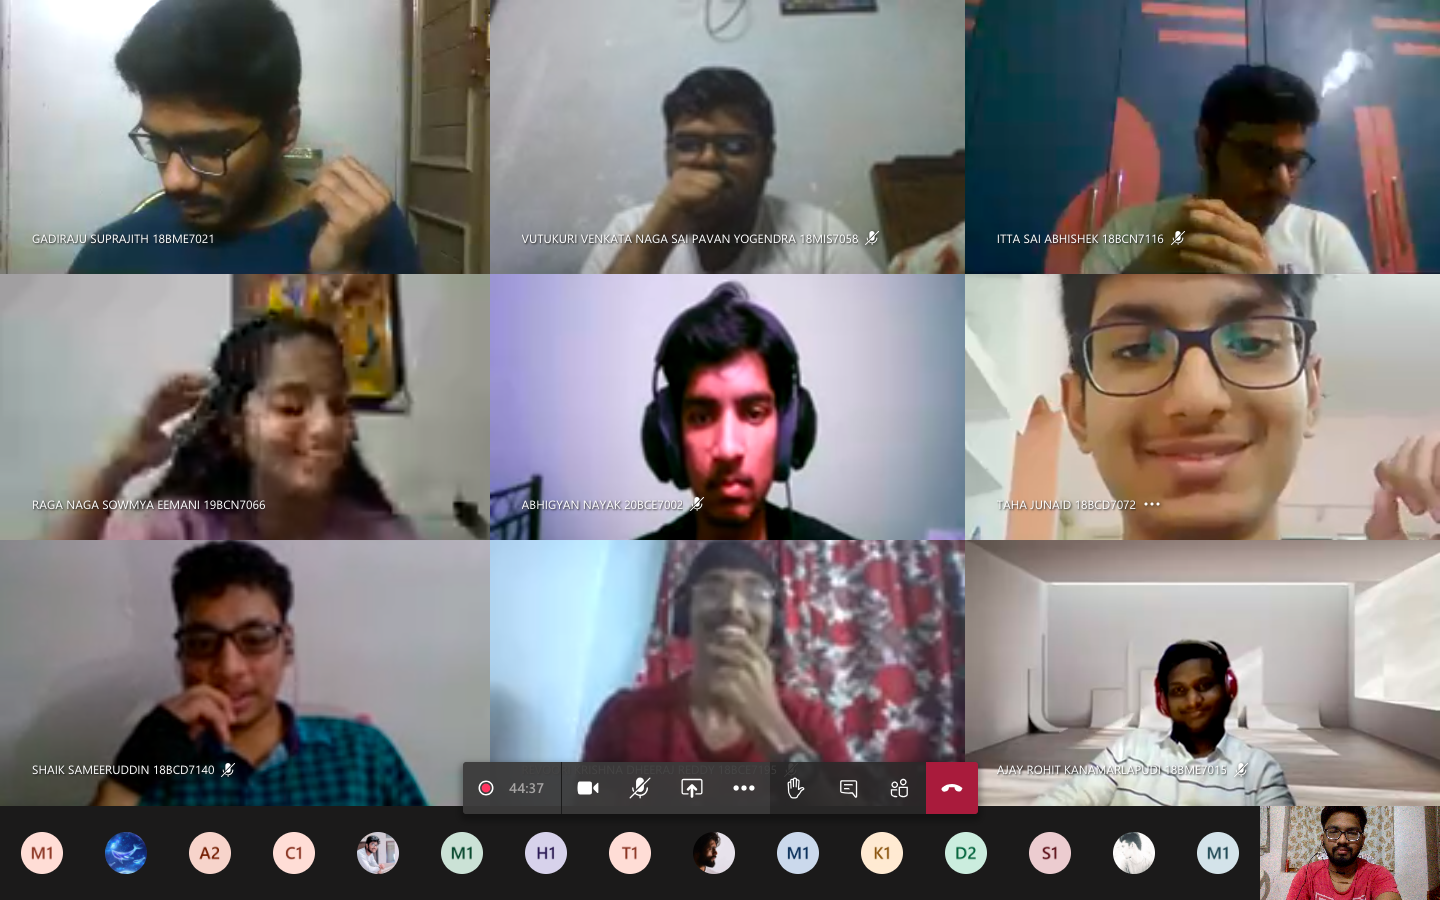 GADIRAJU SUPRAJITH 18BME7021
VUTUKURI VENKATA NAGA SAI PAVAN YOGENDRA 18MIS7058
ITTA SAI ABHISHEK 18BCN7116
RAGA NAGA SOWMYA EEMANI 19BCN7066
ABHIGYAN NAYAK 20BCE7002
TAHA JUNAID 18BCD7072
SHAIK SAMEERUDDIN 18BCD7140
AJAY ROHIT KANAMARLAPUDI 18BME7015
44:37
M1
A2
C1
M1
H1
T1
M1
K1
D2
S1
M1